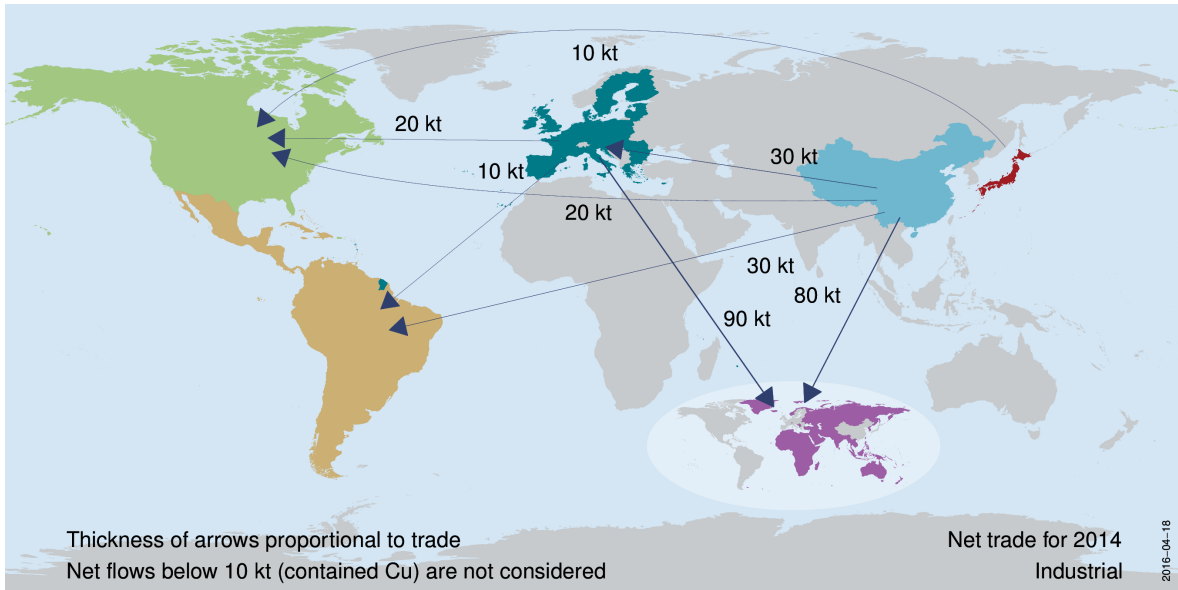 10 kt
20 kt
10 kt
30 kt
20 kt
30 kt
80 kt
90 kt
Thickness of arrows proportional to trade
Net flows below 10 kt (contained Cu) are not considered
Net trade for 2014
Industrial
2016–04–18